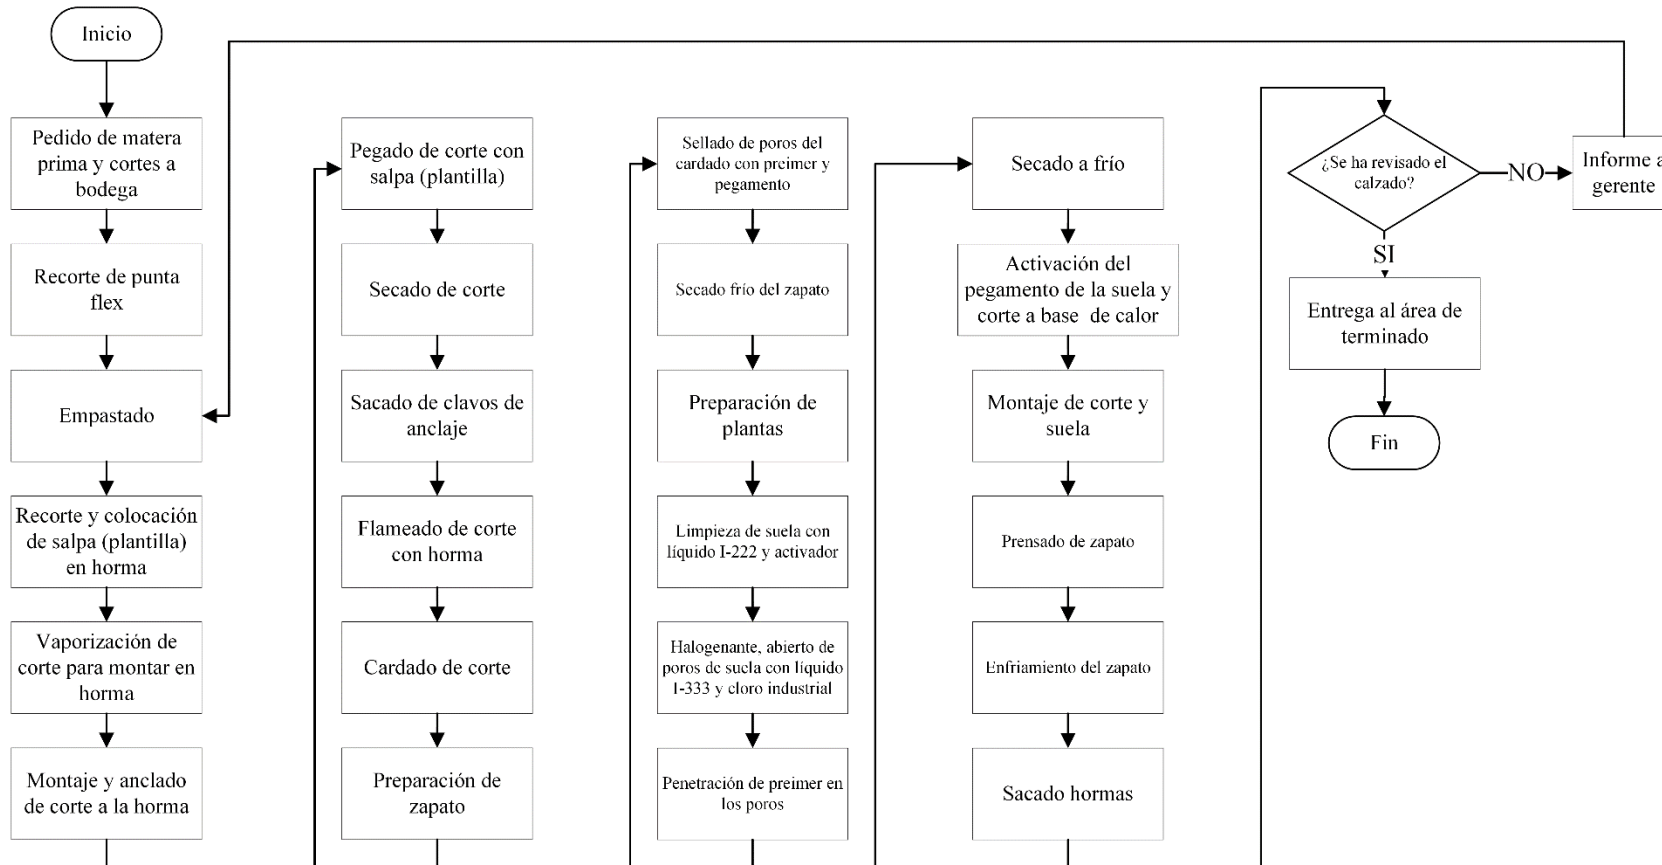 Inicio
Pedido de matera
prima y cortes a
bodega
Recorte de punta
flex
Empastado
Recorte y colocación
de salpa (plantilla)
en horma
Vaporización de
corte para montar en
horma
Montaje y anclado
de corte a la horma
Pegado de corte con
salpa (plantilla)
Secado de corte
Sacado de clavos de
anclaje
Flameado de corte
con horma
Cardado de corte
Preparación de
zapato
Sellado de poros del
cardado con preimer y
pegamento
Secado frío del zapato
Preparación de
plantas
Limpieza de suela con
líquido I-222 y activador
Halogenante, abierto de
poros de suela con líquido
I-333 y cloro industrial
Penetración de preimer en
los poros
Secado a frío
Activación del
pegamento de la suela y
corte a base de calor
Montaje de corte y
suela
Prensado de zapato
Enfriamiento del zapato
Sacado hormas
¿Se ha revisado el
calzado?
NO
Informe a
gerente
SI
Entrega al área de
terminado
Fin